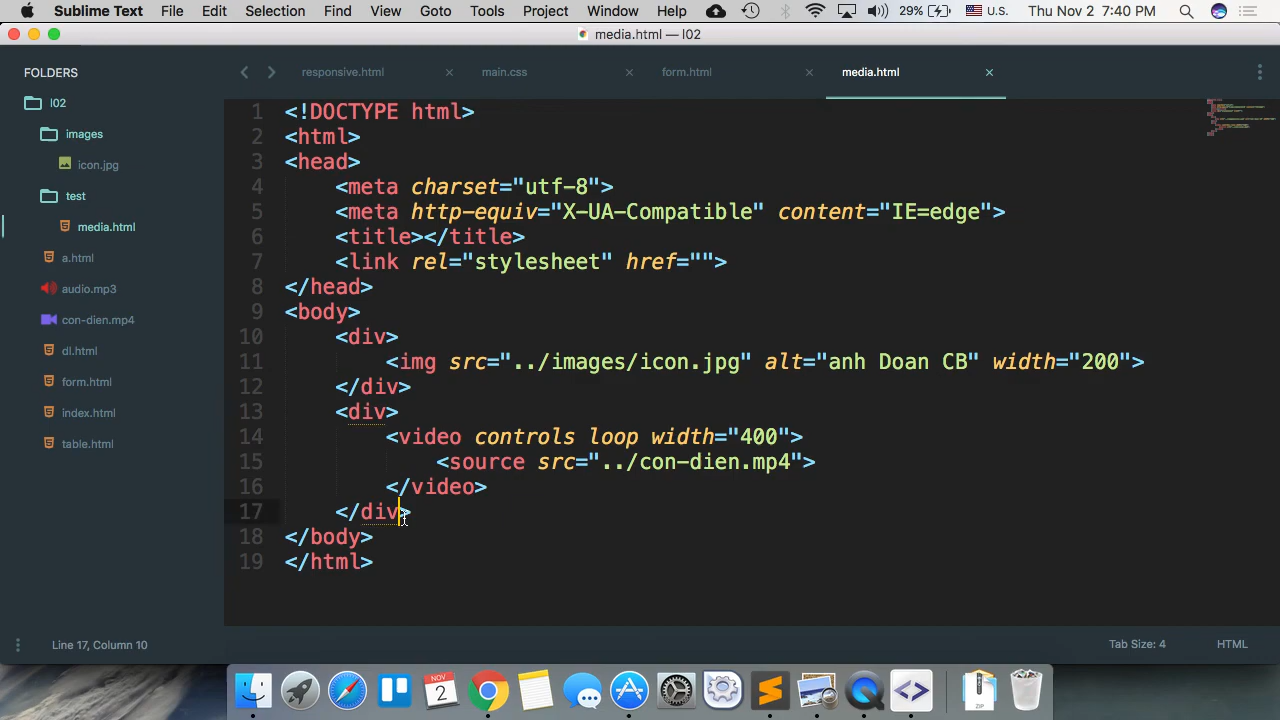 Sublime Text File Edit Selection Find View Goto Tools Project Window Help 29% U.S. Thu Nov 2 7:40 PM
media.html — l02
FOLDERS
l02
images
icon.jpg
test
media.html
a.html
audio.mp3
con-dien.mp4
dl.html
form.html
index.html
table.html
responsive.html × main.css × form.html × media.html ×
1 <!DOCTYPE html>
2 <html>
3 <head>
4 <meta charset="utf-8">
5 <meta http-equiv="X-UA-Compatible" content="IE=edge">
6 <title></title>
7 <link rel="stylesheet" href="">
8 </head>
9 <body>
10 <div>
11 <img src="../images/icon.jpg" alt="anh Doan CB" width="200">
12 </div>
13 <div>
14 <video controls loop width="400">
15 <source src="../con-dien.mp4">
16 </video>
17 </div>
18 </body>
19 </html>
Line 17, Column 10
Tab Size: 4 HTML
NOV
2
ZIP